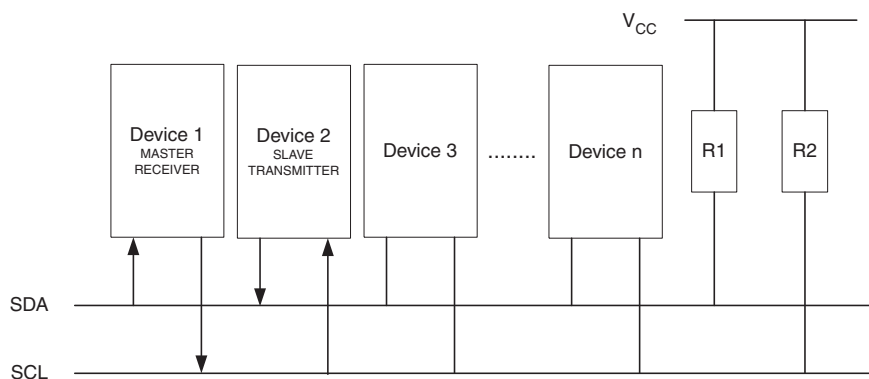 VCC
Device 1
MASTER
RECEIVER
Device 2
SLAVE
TRANSMITTER
Device 3
........
Device n
R1
R2
SDA
SCL